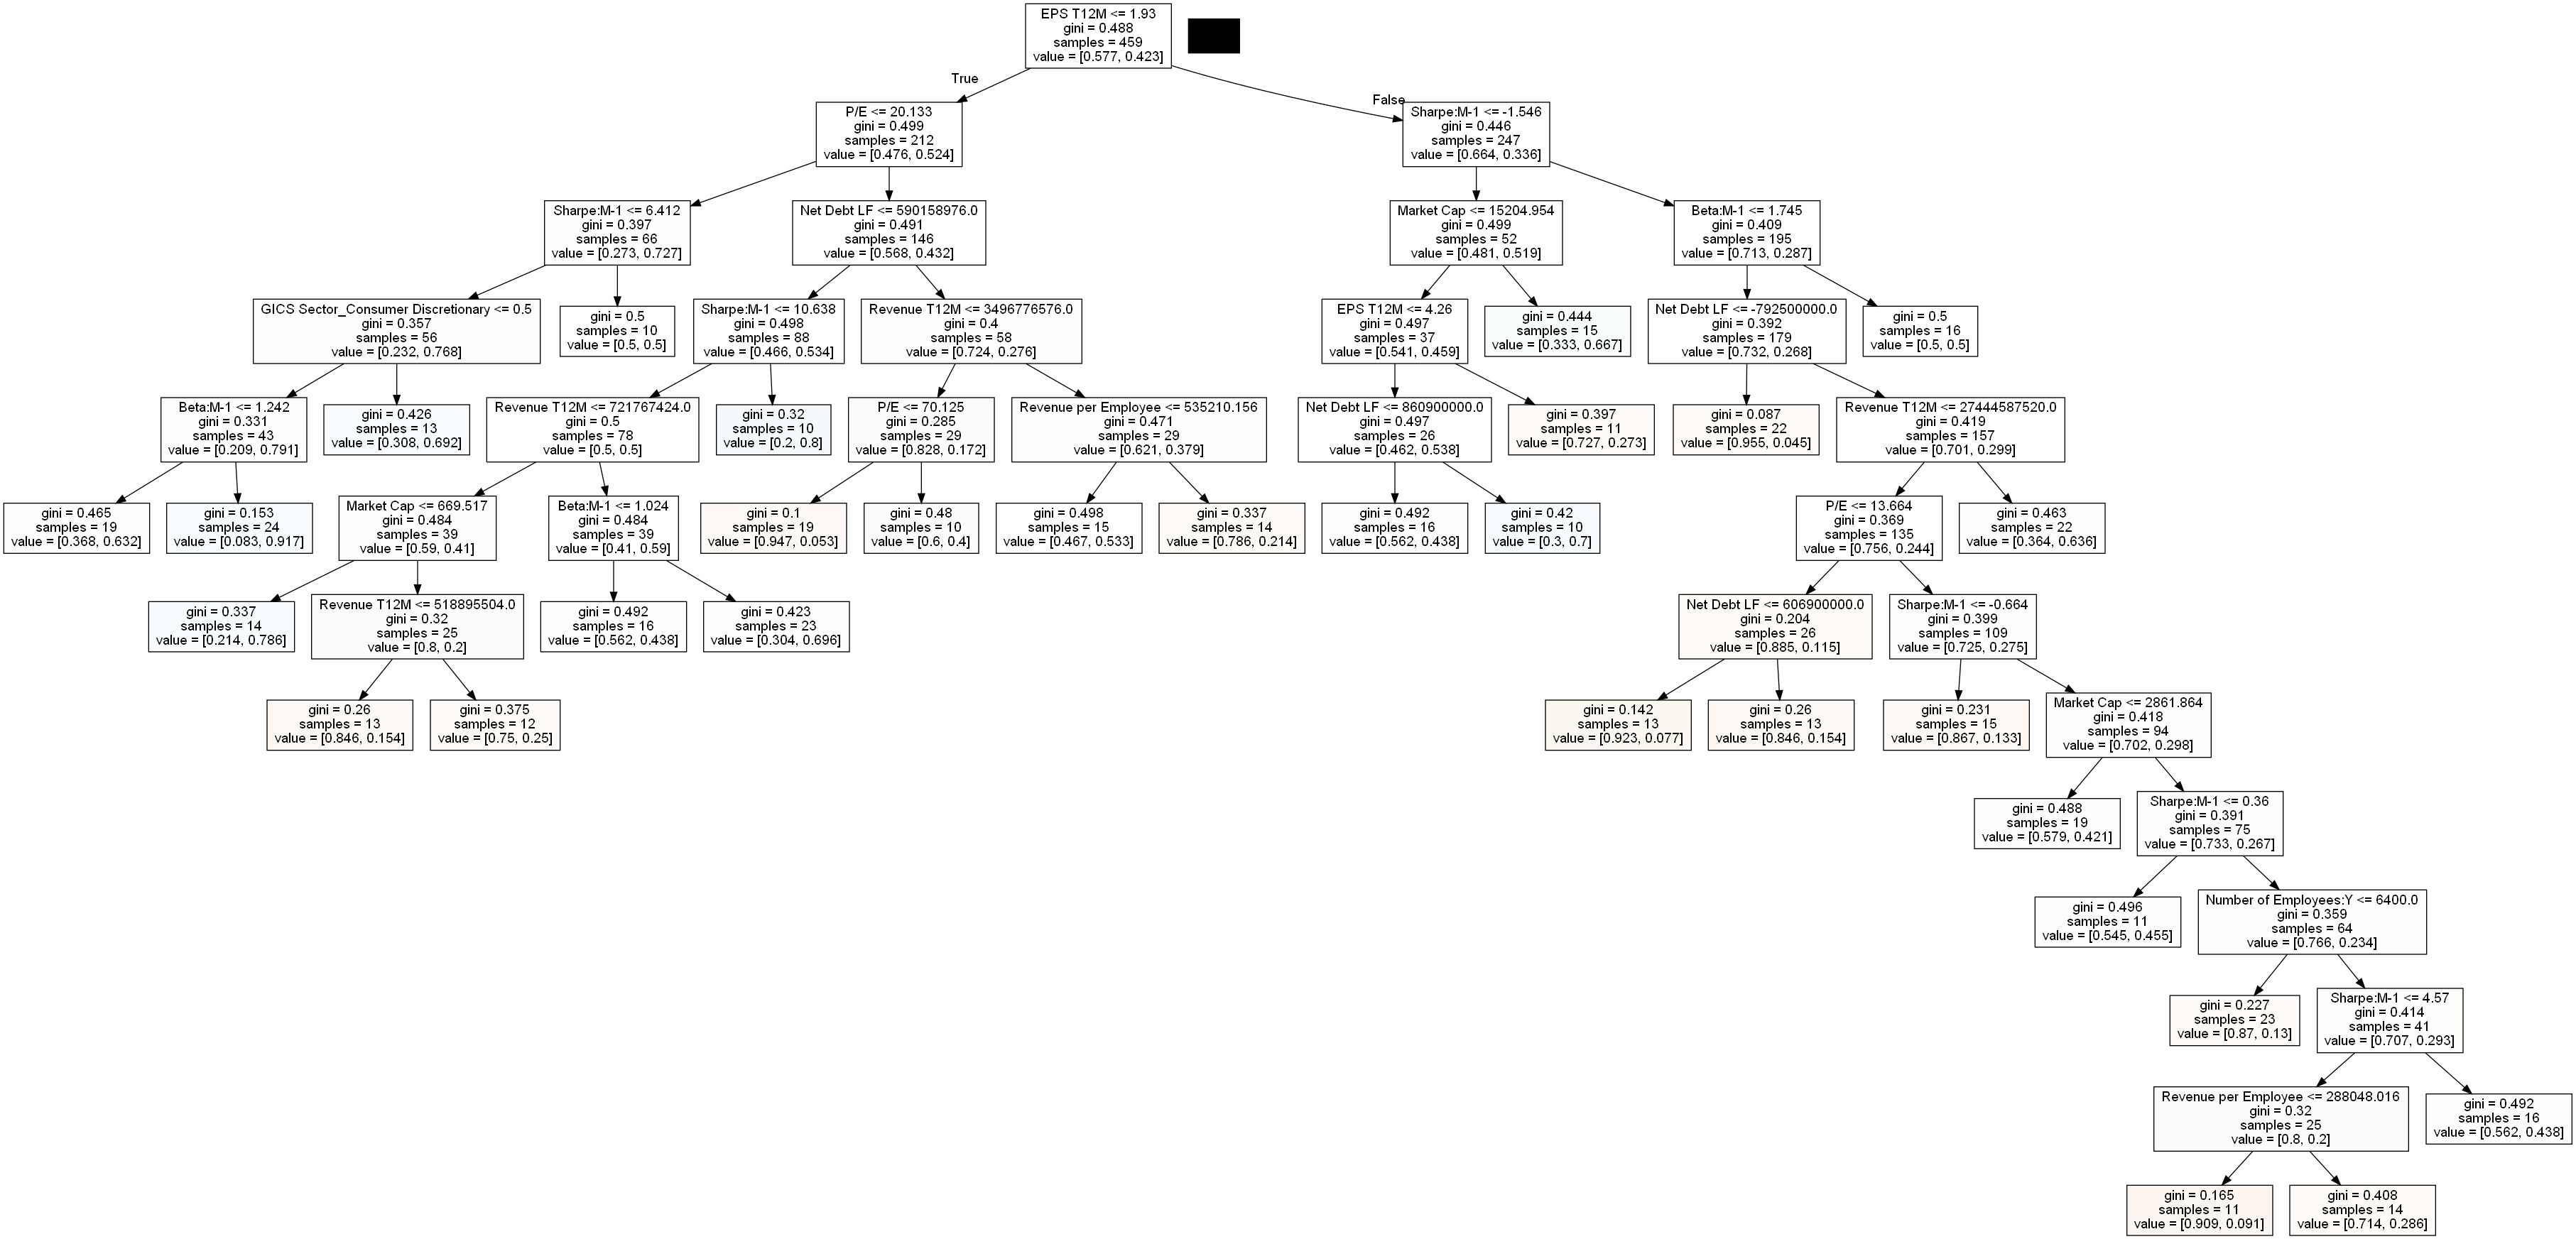 EPS T12M <= 1.93
gini = 0.488
samples = 459
value = [0.577, 0.423]
True
False
P/E <= 20.133
gini = 0.499
samples = 212
value = [0.476, 0.524]
Sharpe:M-1 <= -1.546
gini = 0.446
samples = 247
value = [0.664, 0.336]
Sharpe:M-1 <= 6.412
gini = 0.397
samples = 66
value = [0.273, 0.727]
Net Debt LF <= 590158976.0
gini = 0.491
samples = 146
value = [0.568, 0.432]
Market Cap <= 15204.954
gini = 0.499
samples = 52
value = [0.481, 0.519]
Beta:M-1 <= 1.745
gini = 0.409
samples = 195
value = [0.713, 0.287]
GICS Sector_Consumer Discretionary <= 0.5
gini = 0.357
samples = 56
value = [0.232, 0.768]
gini = 0.5
samples = 10
value = [0.5, 0.5]
Sharpe:M-1 <= 10.638
gini = 0.498
samples = 88
value = [0.466, 0.534]
Revenue T12M <= 3496776576.0
gini = 0.4
samples = 58
value = [0.724, 0.276]
EPS T12M <= 4.26
gini = 0.497
samples = 37
value = [0.541, 0.459]
gini = 0.444
samples = 15
value = [0.333, 0.667]
Net Debt LF <= -792500000.0
gini = 0.392
samples = 179
value = [0.732, 0.268]
gini = 0.5
samples = 16
value = [0.5, 0.5]
Beta:M-1 <= 1.242
gini = 0.331
samples = 43
value = [0.209, 0.791]
gini = 0.426
samples = 13
value = [0.308, 0.692]
Revenue T12M <= 721767424.0
gini = 0.5
samples = 78
value = [0.5, 0.5]
gini = 0.32
samples = 10
value = [0.2, 0.8]
P/E <= 70.125
gini = 0.285
samples = 29
value = [0.828, 0.172]
Revenue per Employee <= 535210.156
gini = 0.471
samples = 29
value = [0.621, 0.379]
Net Debt LF <= 860900000.0
gini = 0.497
samples = 26
value = [0.462, 0.538]
gini = 0.397
samples = 11
value = [0.727, 0.273]
gini = 0.087
samples = 22
value = [0.955, 0.045]
Revenue T12M <= 27444587520.0
gini = 0.419
samples = 157
value = [0.701, 0.299]
gini = 0.465
samples = 19
value = [0.368, 0.632]
gini = 0.153
samples = 24
value = [0.083, 0.917]
Market Cap <= 669.517
gini = 0.484
samples = 39
value = [0.59, 0.41]
Beta:M-1 <= 1.024
gini = 0.484
samples = 39
value = [0.41, 0.59]
gini = 0.1
samples = 19
value = [0.947, 0.053]
gini = 0.48
samples = 10
value = [0.6, 0.4]
gini = 0.498
samples = 15
value = [0.467, 0.533]
gini = 0.337
samples = 14
value = [0.786, 0.214]
gini = 0.492
samples = 16
value = [0.562, 0.438]
gini = 0.42
samples = 10
value = [0.3, 0.7]
P/E <= 13.664
gini = 0.369
samples = 135
value = [0.756, 0.244]
gini = 0.463
samples = 22
value = [0.364, 0.636]
gini = 0.337
samples = 14
value = [0.214, 0.786]
Revenue T12M <= 518895504.0
gini = 0.32
samples = 25
value = [0.8, 0.2]
gini = 0.492
samples = 16
value = [0.562, 0.438]
gini = 0.423
samples = 23
value = [0.304, 0.696]
Net Debt LF <= 606900000.0
gini = 0.204
samples = 26
value = [0.885, 0.115]
Sharpe:M-1 <= -0.664
gini = 0.399
samples = 109
value = [0.725, 0.275]
gini = 0.26
samples = 13
value = [0.846, 0.154]
gini = 0.375
samples = 12
value = [0.75, 0.25]
gini = 0.142
samples = 13
value = [0.923, 0.077]
gini = 0.26
samples = 13
value = [0.846, 0.154]
gini = 0.231
samples = 15
value = [0.867, 0.133]
Market Cap <= 2861.864
gini = 0.418
samples = 94
value = [0.702, 0.298]
gini = 0.488
samples = 19
value = [0.579, 0.421]
Sharpe:M-1 <= 0.36
gini = 0.391
samples = 75
value = [0.733, 0.267]
gini = 0.496
samples = 11
value = [0.545, 0.455]
Number of Employees:Y <= 6400.0
gini = 0.359
samples = 64
value = [0.766, 0.234]
gini = 0.227
samples = 23
value = [0.87, 0.13]
Sharpe:M-1 <= 4.57
gini = 0.414
samples = 41
value = [0.707, 0.293]
Revenue per Employee <= 288048.016
gini = 0.32
samples = 25
value = [0.8, 0.2]
gini = 0.492
samples = 16
value = [0.562, 0.438]
gini = 0.165
samples = 11
value = [0.909, 0.091]
gini = 0.408
samples = 14
value = [0.714, 0.286]